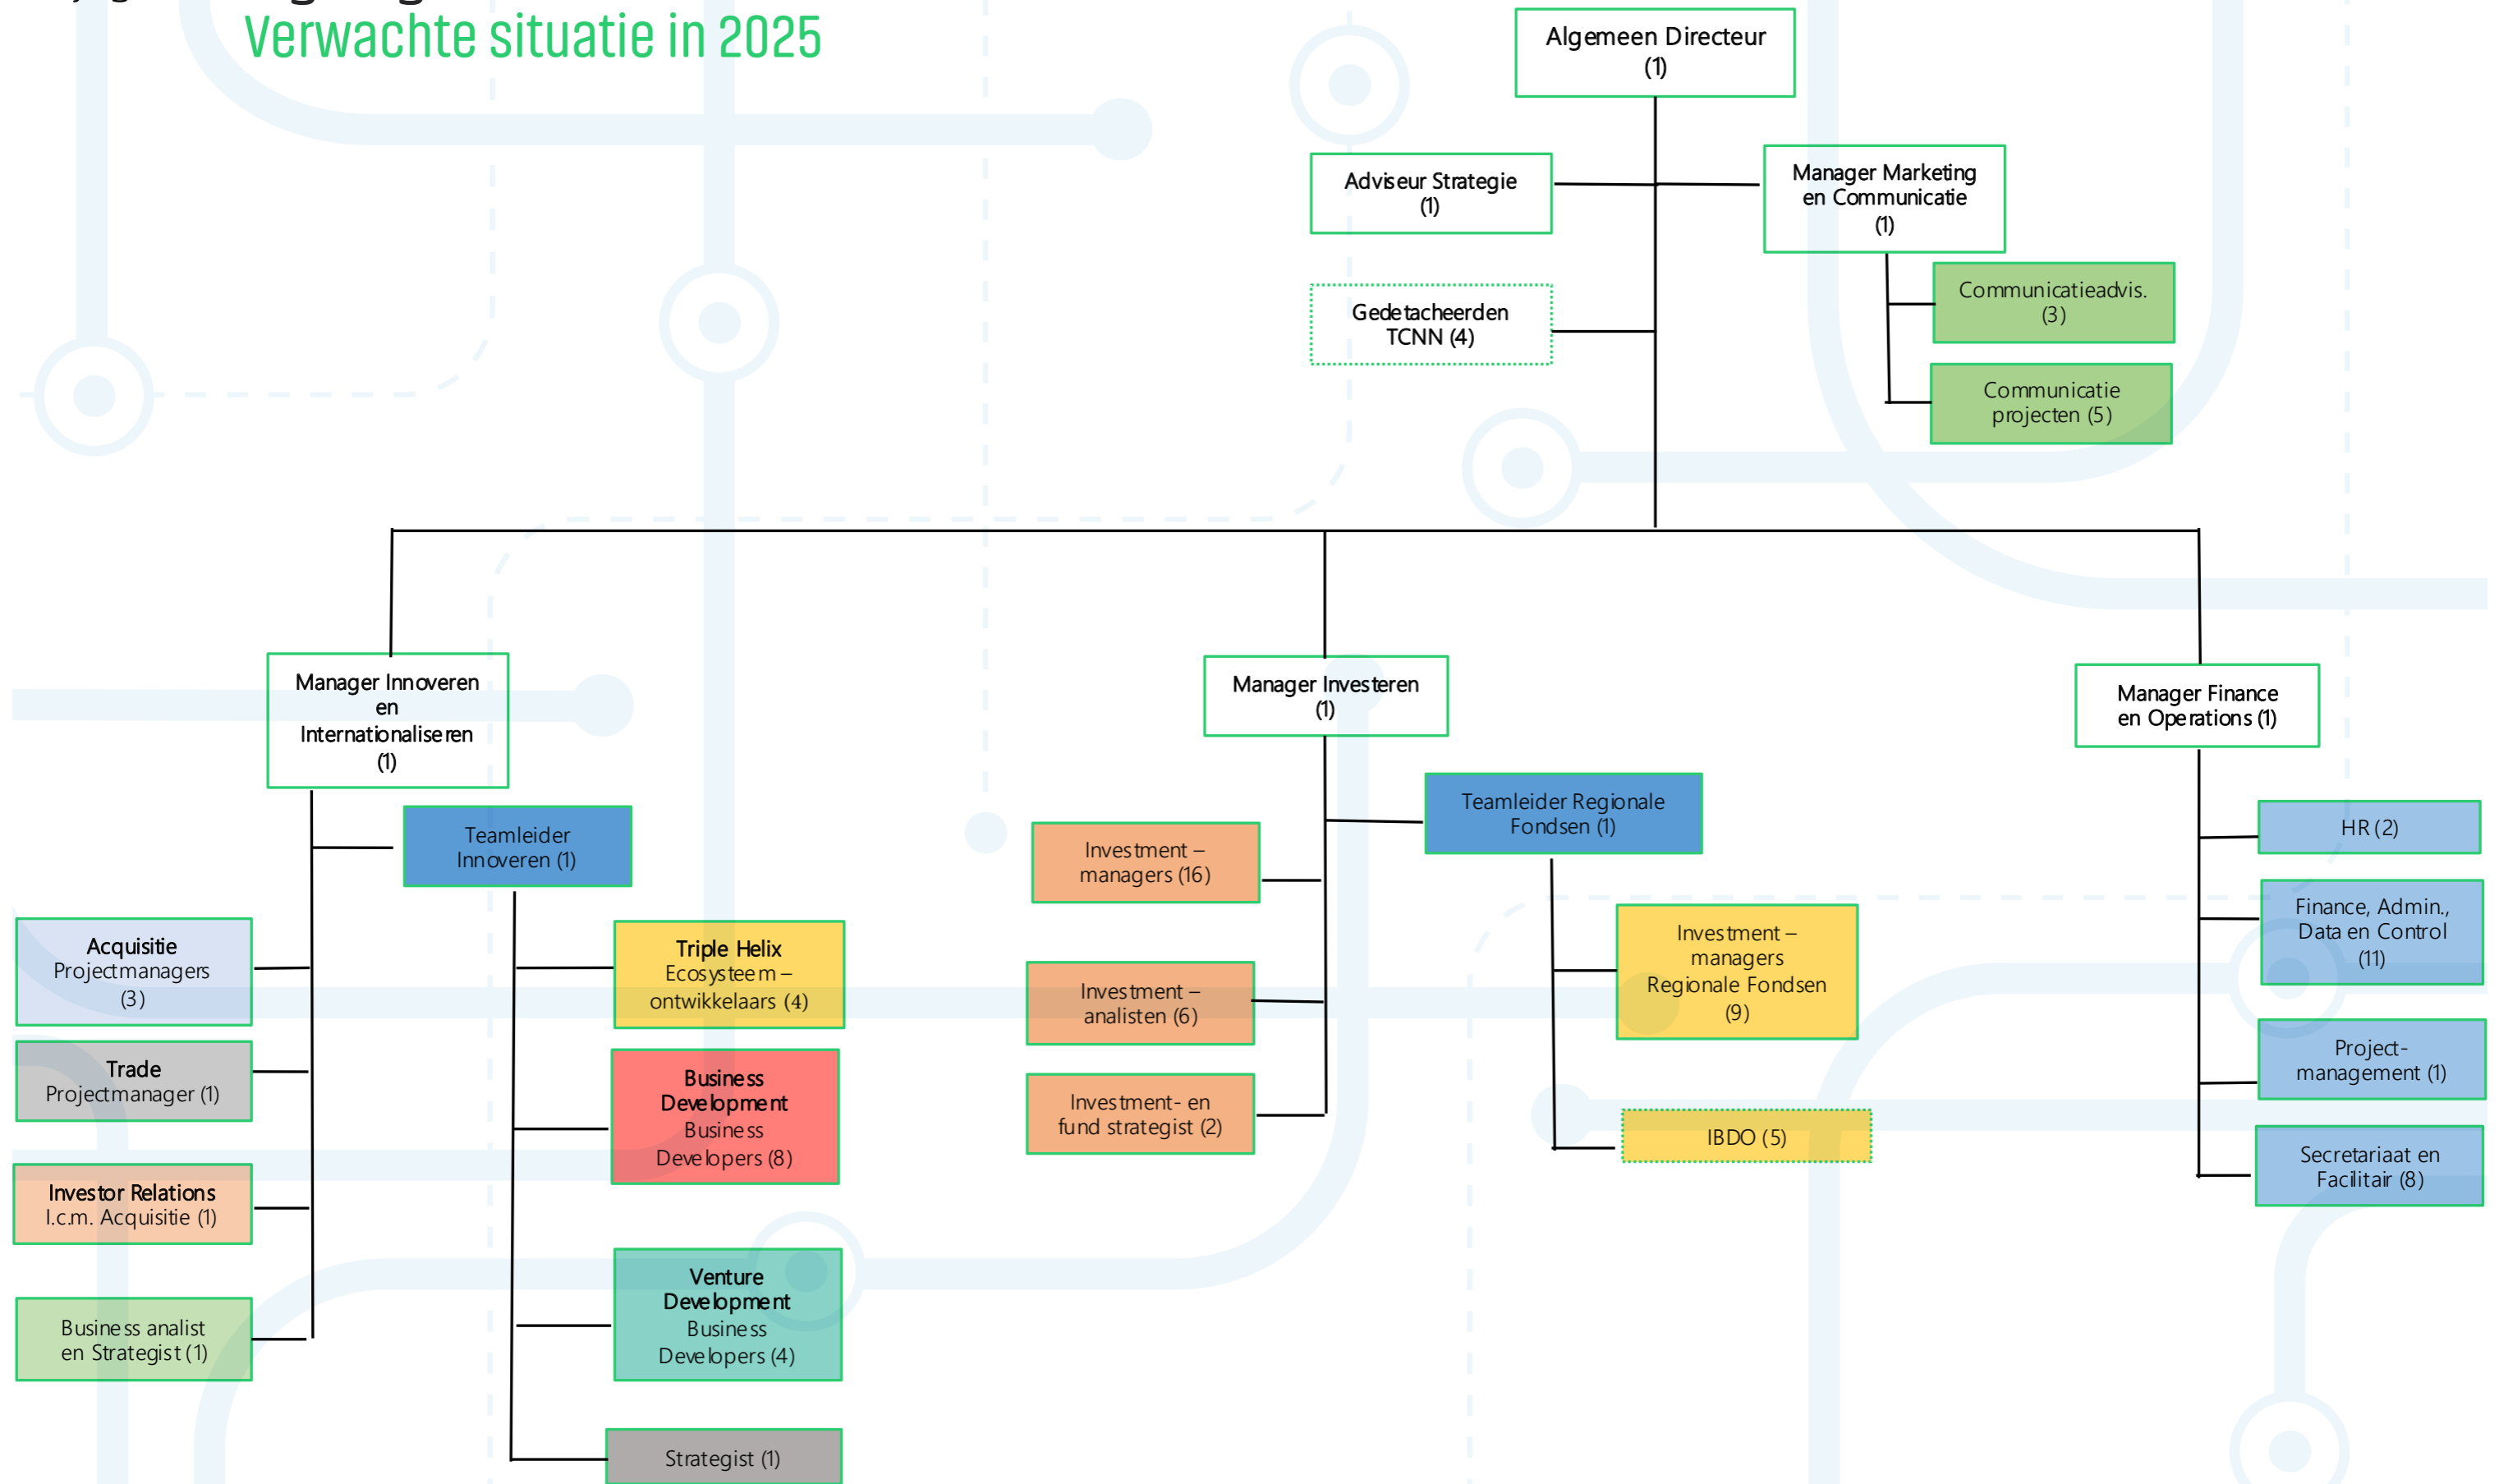 Verwachte situatie in 2025
Algemeen Directeur
(1)
Adviseur Strategie
(1)
Manager Marketing
en Communicatie
(1)
Gedetacheerden
TCNN (4)
Communicatieadvis.
(3)
Communicatie
projecten (5)
Manager Innoveren
en
Internationaliseren
(1)
Teamleider
Innoveren (1)
Acquisitie
Projectmanagers
(3)
Trade
Projectmanager (1)
Investor Relations
I.c.m. Acquisitie (1)
Business analist
en Strategist (1)
Triple Helix
Ecosysteem –
ontwikkelaars (4)
Business
Development
Business
Developers (8)
Venture
Development
Business
Developers (4)
Strategist (1)
Manager Investeren
(1)
Teamleider Regionale
Fondsen (1)
Investment –
managers (16)
Investment –
analisten (6)
Investment- en
fund strategist (2)
Investment –
managers
Regionale Fondsen
(9)
IBDO (5)
Manager Finance
en Operations (1)
HR (2)
Finance, Admin.,
Data en Control
(11)
Project-
management (1)
Secretariaat en
Facilitair (8)